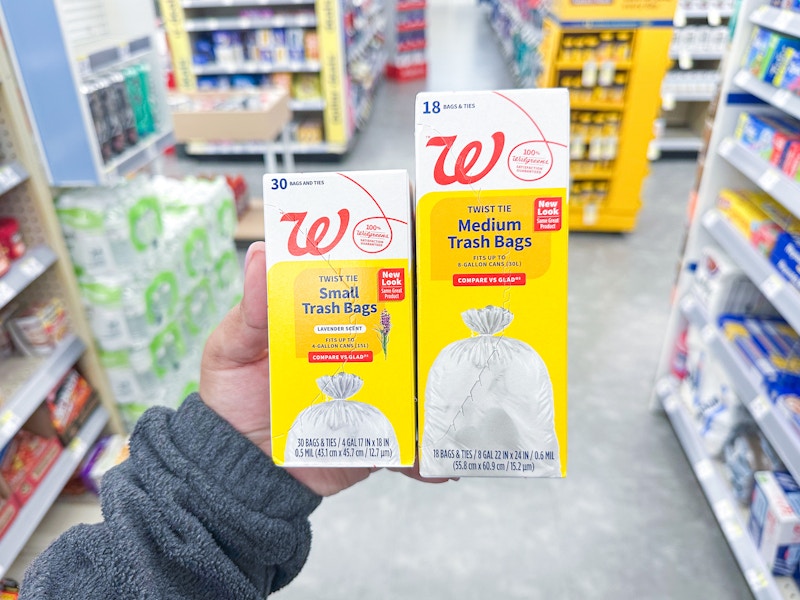 30 BAGS AND TIES
W
100%
Walgreens
SATISFACTION
GUARANTEE
TWIST TIE
Small
Trash Bags
New
Look
Same Great
Product
LAVENDER SCENT
FITS UP TO
4-GALLON CANS (15L)
COMPARE VS GLAD®†
30 BAGS & TIES / 4 GAL 17 IN x 18 IN
0.5 MIL (43.1 cm x 45.7 cm / 12.7 µm)
18 BAGS & TIES
W
100%
Walgreens
SATISFACTION
GUARANTEE
TWIST TIE
Medium
Trash Bags
New
Look
Same Great
Product
FITS UP TO
8-GALLON CANS (30L)
COMPARE VS GLAD®†
18 BAGS & TIES / 8 GAL 22 IN x 24 IN / 0.6 MIL
(55.8 cm x 60.9 cm / 15.2 µm)